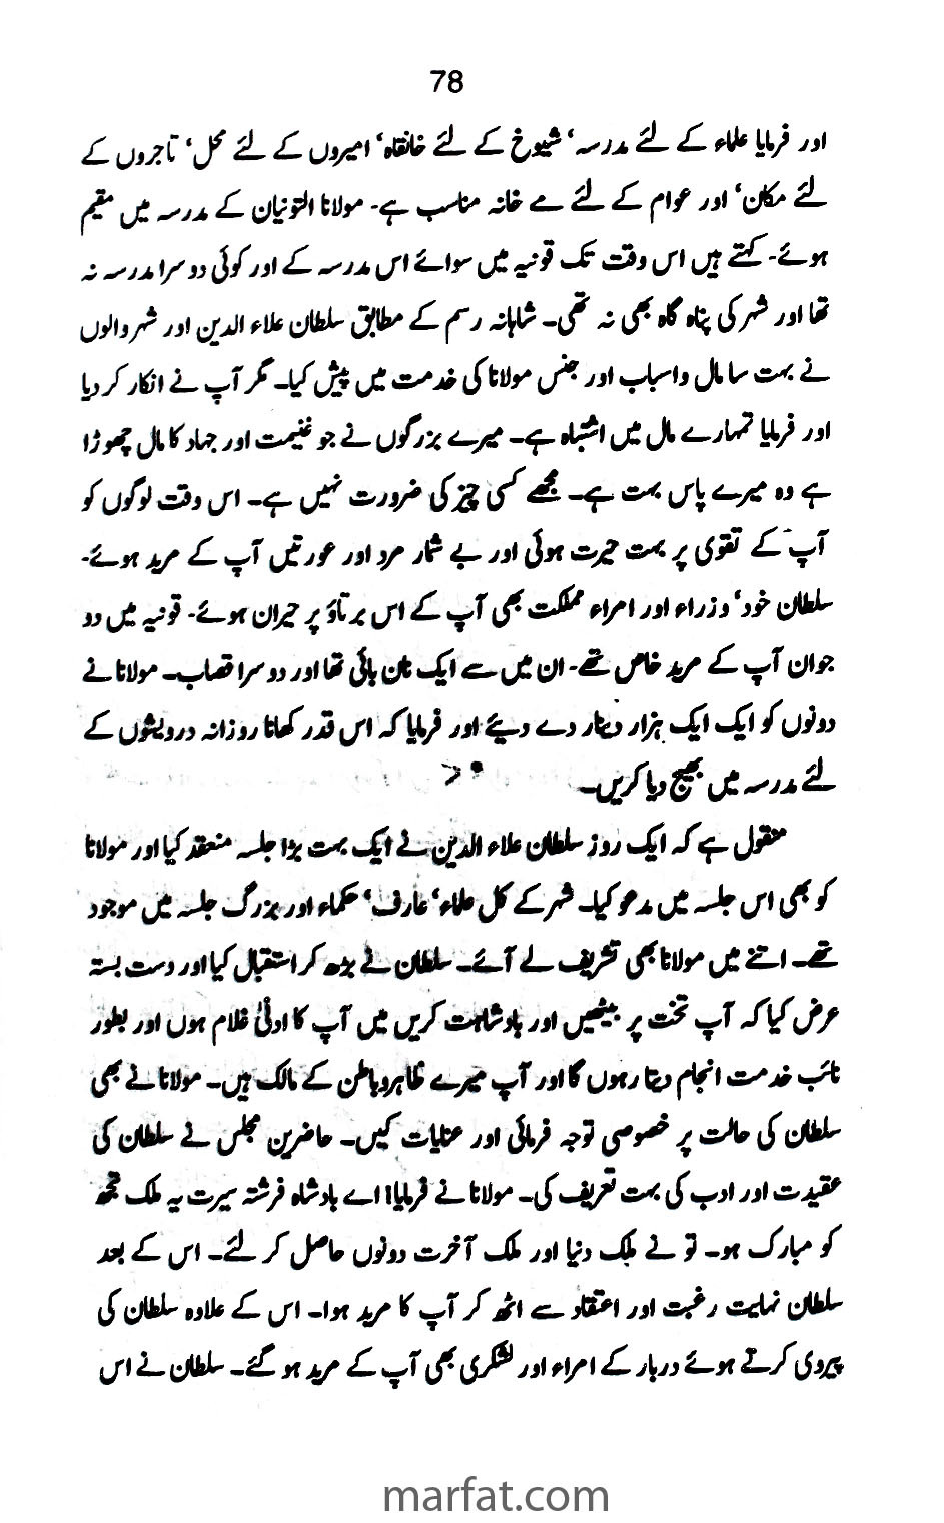 78
اور فرمایا علماء کے لئے مدرسہ‘ شیوخ کے لئے خانقاہ‘ امیروں کے لئے محل‘ تاجروں کے
لئے مکان‘ اور عوام کے لئے مے خانہ مناسب ہے۔ مولانا التونیان کے مدرسہ میں مقیم
ہوئے۔ کہتے ہیں اس وقت تک قونیہ میں سوائے اس مدرسہ کے اور کوئی دوسرا مدرسہ نہ
تھا اور شہر کی پناہ گاہ بھی نہ تھی۔ شاہانہ رسم کے مطابق سلطان علاء الدین اور شہر والوں
نے بہت سا مال و اسباب اور جنس مولانا کی خدمت میں پیش کیا۔ مگر آپ نے انکار کر دیا
اور فرمایا تمہارے مال میں اشتباہ ہے۔ میرے بزرگوں نے جو غنیمت اور جہاد کا مال چھوڑا
ہے وہ میرے پاس بہت ہے۔ مجھے کسی چیز کی ضرورت نہیں ہے۔ اس وقت لوگوں کو
آپ کے تقوی پر بہت حیرت ہوئی اور بے شمار مرد اور عورتیں آپ کے مرید ہوئے۔
سلطان خود‘ وزراء اور امراء مملکت بھی آپ کے اس برتاؤ پر حیران ہوئے۔ قونیہ میں دو
جوان آپ کے مرید خاص تھے۔ ان میں سے ایک نان بائی تھا اور دوسرا قصاب۔ مولانا نے
دونوں کو ایک ایک ہزار دینار دے دیئے اور فرمایا کہ اس قدر کھانا روزانہ درویشوں کے
لئے مدرسہ میں بھیج دیا کریں۔
منقول ہے کہ ایک روز سلطان علاء الدین نے ایک بہت بڑا جلسہ منعقد کیا اور مولانا
کو بھی اس جلسہ میں مدعو کیا۔ شہر کے کل علماء‘ عارف‘ حکماء اور بزرگ جلسہ میں موجود
تھے۔ اتنے میں مولانا بھی تشریف لے آئے۔ سلطان نے بڑھ کر استقبال کیا اور دست بستہ
عرض کیا کہ آپ تخت پر بیٹھیں اور بادشاہت کریں میں آپ کا ادنیٰ غلام ہوں اور بطور
نائب خدمت انجام دیتا رہوں گا اور آپ میرے ظاہر و باطن کے مالک ہیں۔ مولانا نے بھی
سلطان کی حالت پر خصوصی توجہ فرمائی اور عنایات کیں۔ حاضرین مجلس نے سلطان کی
عقیدت اور ادب کی بہت تعریف کی۔ مولانا نے فرمایا! اے بادشاہ فرشتہ سیرت یہ ملک تجھ
کو مبارک ہو۔ تو نے ملک دنیا اور ملک آخرت دونوں حاصل کر لئے۔ اس کے بعد
سلطان نہایت رغبت اور اعتقاد سے اٹھ کر آپ کا مرید ہوا۔ اس کے علاوہ سلطان کی
پیروی کرتے ہوئے دربار کے امراء اور لشکری بھی آپ کے مرید ہو گئے۔ سلطان نے اس
marfat.com